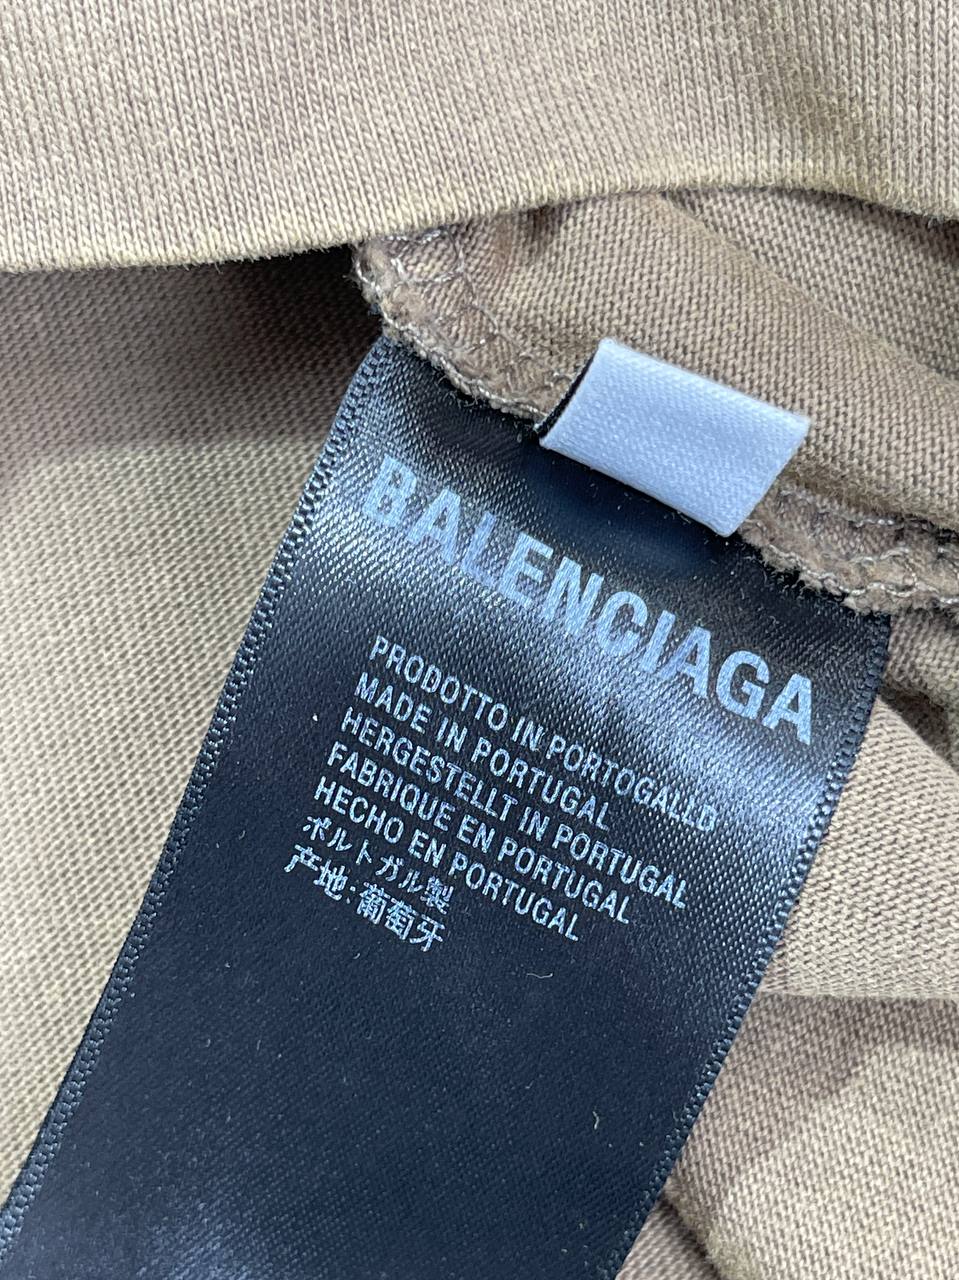 BALENCIAGA
PRODOTTO IN PORTOGALLO
MADE IN PORTUGAL
HERGESTELLT IN PORTUGAL
FABRIQUE EN PORTUGAL
HECHO EN PORTUGAL
ポルトガル製
产地:葡萄牙